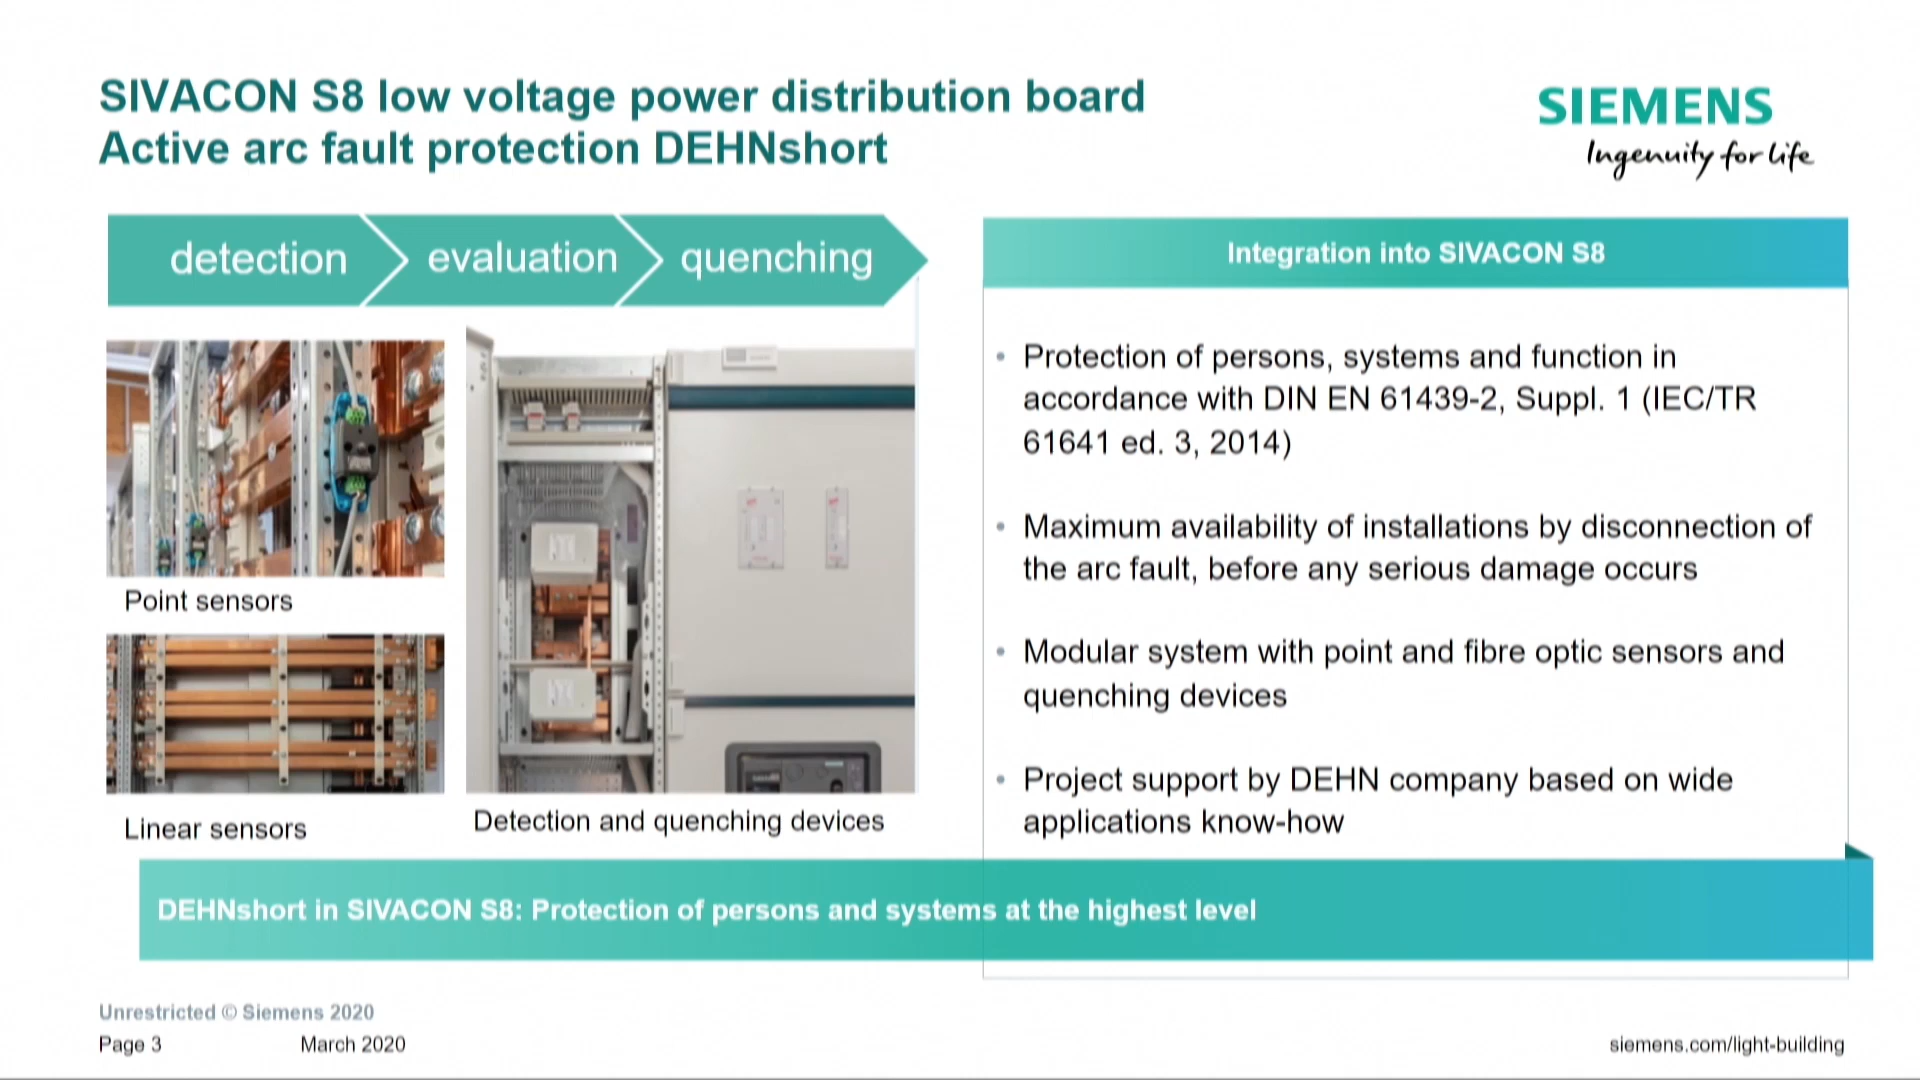 SIVACON S8 low voltage power distribution board
Active arc fault protection DEHNshort
SIEMENS
Ingenuity for life
detection
evaluation
quenching
Point sensors
Linear sensors
Detection and quenching devices
Integration into SIVACON S8
• Protection of persons, systems and function in
accordance with DIN EN 61439-2, Suppl. 1 (IEC/TR
61641 ed. 3, 2014)
• Maximum availability of installations by disconnection of
the arc fault, before any serious damage occurs
• Modular system with point and fibre optic sensors and
quenching devices
• Project support by DEHN company based on wide
applications know-how
DEHNshort in SIVACON S8: Protection of persons and systems at the highest level
Unrestricted © Siemens 2020
Page 3
March 2020
siemens.com/light-building